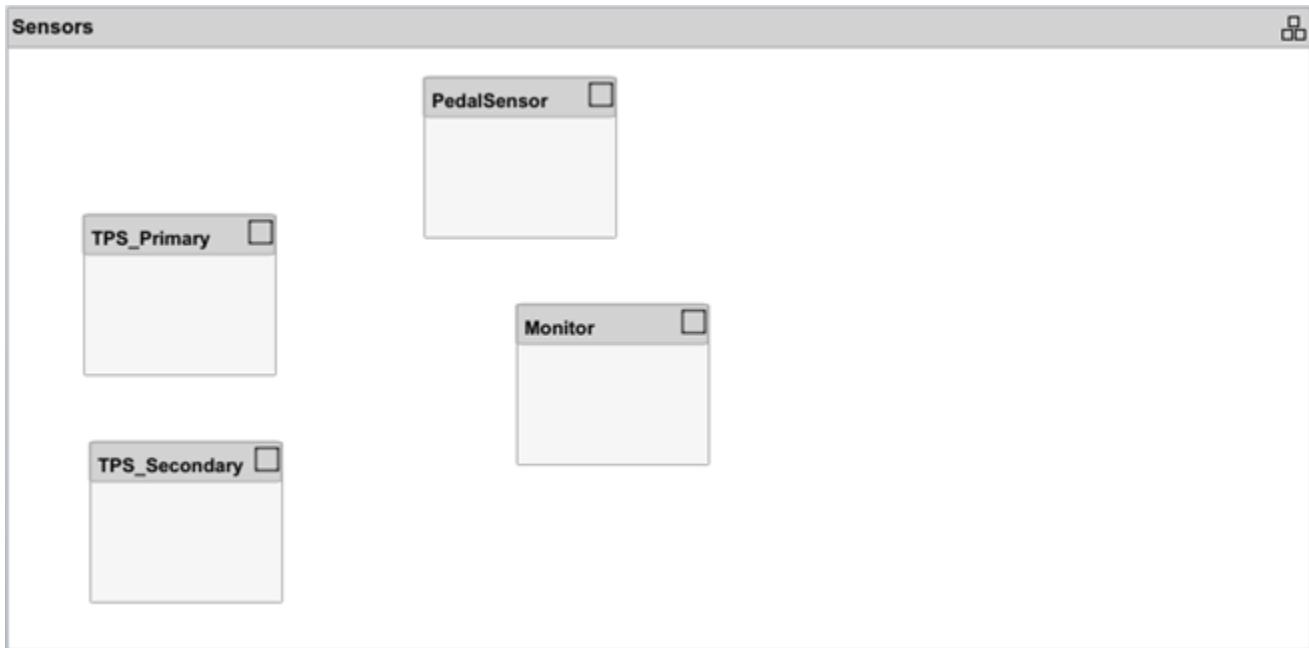 Sensors
PedalSensor
TPS_Primary
Monitor
TPS_Secondary